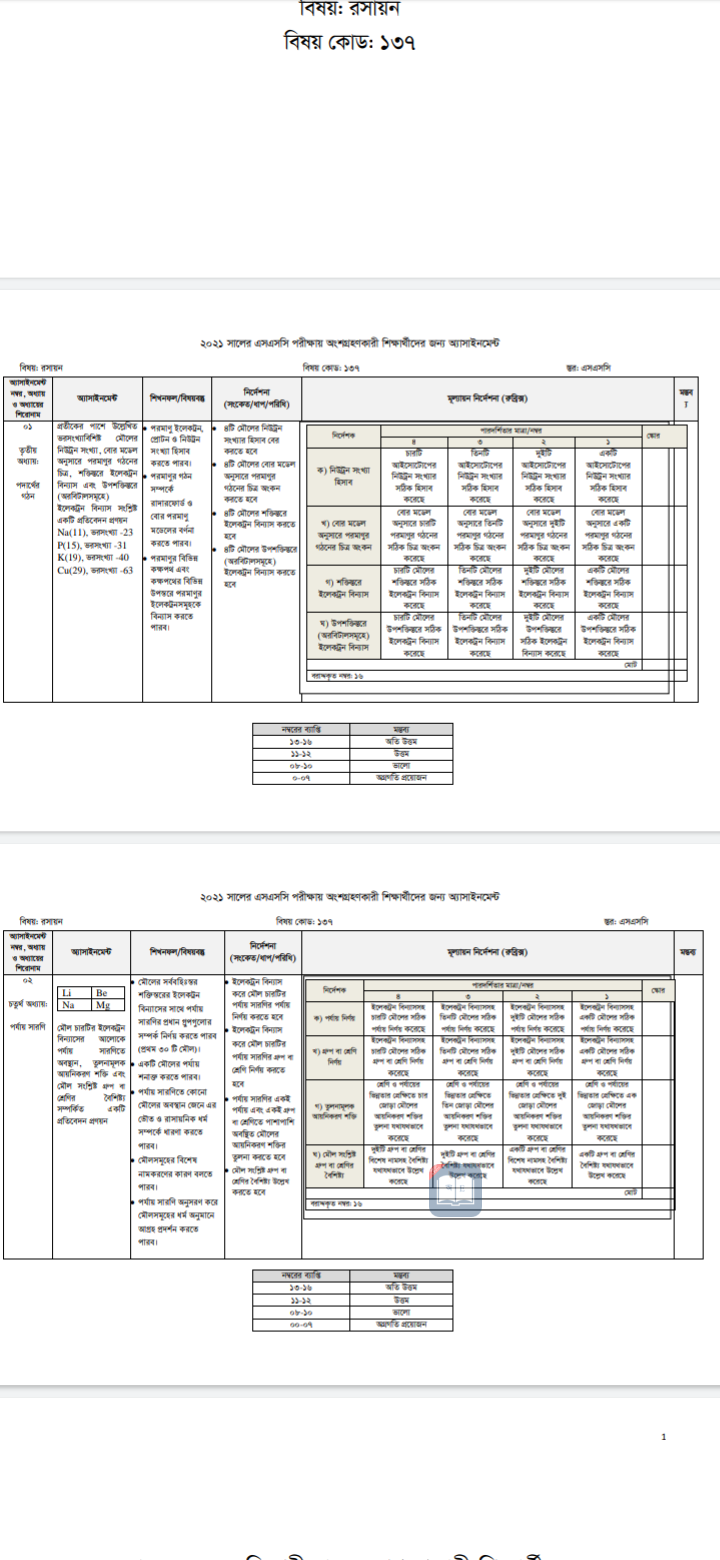 বিষয়: রসায়ন
বিষয় কোড: ১৩৭
২০২১ সালের এসএসসি পরীক্ষায় অংশগ্রহণকারী শিক্ষার্থীদের জন্য অ্যাসাইনমেন্ট
বিষয়: রসায়ন বিষয় কোড: ১৩৭ স্তর: এসএসসি
অ্যাসাইনমেন্ট
নম্বর, অধ্যায়
ও অধ্যায়ের
শিরোনাম
অ্যাসাইনমেন্ট
শিখনফল/বিষয়বস্তু
নির্দেশনা
(সংকেত/ধাপ/পরিধি)
মূল্যায়ন নির্দেশনা (রুব্রিক্স)
মন্তব্য
০১
তৃতীয়
অধ্যায়:
পদার্থের
গঠন
প্রতীকের পাশে উল্লেখিত
ভরসংখ্যাবিশিষ্ট মৌলের
নিউট্রন সংখ্যা, বোর মডেল
অনুসারে পরমাণুর গঠনের
চিত্র, শক্তিস্তরে ইলেকট্রন
বিন্যাস এবং উপশক্তিস্তরে
(অরবিটালসমূহে)
ইলেকট্রন বিন্যাস সংশ্লিষ্ট
একটি প্রতিবেদন প্রণয়ন
Na(11), ভরসংখ্যা -23
P(15), ভরসংখ্যা -31
K(19), ভরসংখ্যা -40
Cu(29), ভরসংখ্যা -63
• পরমাণু ইলেকট্রন,
প্রোটন ও নিউট্রন
সংখ্যা হিসাব
করতে পারব।
• পরমাণুর গঠন
সম্পর্কে
রাদারফোর্ড ও
বোর পরমাণু
মডেলের বর্ণনা
করতে পারব।
• পরমাণুর বিভিন্ন
কক্ষপথ এবং
কক্ষপথের বিভিন্ন
উপস্তরে পরমাণুর
ইলেকট্রনসমূহকে
বিন্যাস করতে
পারব।
• ৪টি মৌলের নিউট্রন
সংখ্যার হিসাব বের
করতে হবে
• ৪টি মৌলের বোর মডেল
অনুসারে পরমাণুর
গঠনের চিত্র অংকন
করতে হবে
• ৪টি মৌলের শক্তিস্তরে
ইলেকট্রন বিন্যাস করতে
হবে
• ৪টি মৌলের উপশক্তিস্তরে
(অরবিটালসমূহে)
ইলেকট্রন বিন্যাস করতে
হবে
নির্দেশক
পারদর্শিতার মাত্রা/নম্বর
স্কোর
৪ ৩ ২ ১
ক) নিউট্রন সংখ্যা
হিসাব
চারটি
আইসোটোপের
নিউট্রন সংখ্যার
সঠিক হিসাব
করেছে
তিনটি
আইসোটোপের
নিউট্রন সংখ্যার
সঠিক হিসাব
করেছে
দুইটি
আইসোটোপের
নিউট্রন সংখ্যার
সঠিক হিসাব
করেছে
একটি
আইসোটোপের
নিউট্রন সংখ্যার
সঠিক হিসাব
করেছে
খ) বোর মডেল
অনুসারে পরমাণুর
গঠনের চিত্র অংকন
বোর মডেল
অনুসারে চারটি
পরমাণুর গঠনের
সঠিক চিত্র অংকন
করেছে
বোর মডেল
অনুসারে তিনটি
পরমাণুর গঠনের
সঠিক চিত্র অংকন
করেছে
বোর মডেল
অনুসারে দুইটি
পরমাণুর গঠনের
সঠিক চিত্র অংকন
করেছে
বোর মডেল
অনুসারে একটি
পরমাণুর গঠনের
সঠিক চিত্র অংকন
করেছে
গ) শক্তিস্তরে
ইলেকট্রন বিন্যাস
চারটি মৌলের
শক্তিস্তরে সঠিক
ইলেকট্রন বিন্যাস
করেছে
তিনটি মৌলের
শক্তিস্তরে সঠিক
ইলেকট্রন বিন্যাস
করেছে
দুইটি মৌলের
শক্তিস্তরে সঠিক
ইলেকট্রন বিন্যাস
করেছে
একটি মৌলের
শক্তিস্তরে সঠিক
ইলেকট্রন বিন্যাস
করেছে
ঘ) উপশক্তিস্তরে
(অরবিটালসমূহে)
ইলেকট্রন বিন্যাস
চারটি মৌলের
উপশক্তিস্তরে সঠিক
ইলেকট্রন বিন্যাস
করেছে
তিনটি মৌলের
উপশক্তিস্তরে সঠিক
ইলেকট্রন বিন্যাস
করেছে
দুইটি মৌলের
উপশক্তিস্তরে
সঠিক ইলেকট্রন
বিন্যাস করেছে
একটি মৌলের
উপশক্তিস্তরে সঠিক
ইলেকট্রন বিন্যাস
করেছে
মোট
বরাদ্দকৃত নম্বর: ১৬
নম্বরের ব্যাপ্তি মন্তব্য
১৩-১৬ অতি উত্তম
১১-১২ উত্তম
০৮-১০ ভালো
০-০৭ অগ্রগতি প্রয়োজন
২০২১ সালের এসএসসি পরীক্ষায় অংশগ্রহণকারী শিক্ষার্থীদের জন্য অ্যাসাইনমেন্ট
বিষয়: রসায়ন বিষয় কোড: ১৩৭ স্তর: এসএসসি
অ্যাসাইনমেন্ট
নম্বর, অধ্যায়
ও অধ্যায়ের
শিরোনাম
অ্যাসাইনমেন্ট
শিখনফল/বিষয়বস্তু
নির্দেশনা
(সংকেত/ধাপ/পরিধি)
মূল্যায়ন নির্দেশনা (রুব্রিক্স)
মন্তব্য
০২
চতুর্থ অধ্যায়:
পর্যায় সারণি
Li Be
Na Mg
মৌল চারটির ইলেকট্রন
বিন্যাসের আলোকে
পর্যায় সারণিতে
অবস্থান, তুলনামূলক
আয়নিকরণ শক্তি এবং
মৌল সংশ্লিষ্ট গ্রুপ বা
শ্রেণির বৈশিষ্ট্য
সম্পর্কিত একটি
প্রতিবেদন প্রণয়ন
• মৌলের সর্ববহিঃস্তর
শক্তিস্তরের ইলেকট্রন
বিন্যাসের সাথে পর্যায়
সারণির প্রধান গ্রুপগুলোর
সম্পর্ক নির্ণয় করতে পারব
(প্রথম ৩০ টি মৌল)।
• একটি মৌলের পর্যায়
শনাক্ত করতে পারব।
• পর্যায় সারণিতে কোনো
মৌলের অবস্থান জেনে এর
ভৌত ও রাসায়নিক ধর্ম
সম্পর্কে ধারণা করতে
পারব।
• মৌলসমূহের বিশেষ
নামকরণের কারণ বলতে
পারব।
• পর্যায় সারণি অনুসরণ করে
মৌলসমূহের ধর্ম অনুমানে
আগ্রহ প্রদর্শন করতে
পারব।
• ইলেকট্রন বিন্যাস
করে মৌল চারটির
পর্যায় সারণির পর্যায়
নির্ণয় করতে হবে
• ইলেকট্রন বিন্যাস
করে মৌল চারটির
পর্যায় সারণির গ্রুপ বা
শ্রেণি নির্ণয় করতে
হবে
• পর্যায় সারণির একই
পর্যায় এবং একই গ্রুপ
বা শ্রেণিতে পাশাপাশি
অবস্থিত মৌলের
আয়নিকরণ শক্তির
তুলনা করতে হবে
• মৌল সংশ্লিষ্ট গ্রুপ বা
শ্রেণির বৈশিষ্ট্য উল্লেখ
করতে হবে
নির্দেশক
পারদর্শিতার মাত্রা/নম্বর
স্কোর
৪ ৩ ২ ১
ক) পর্যায় নির্ণয়
ইলেকট্রন বিন্যাসসহ
চারটি মৌলের সঠিক
পর্যায় নির্ণয় করেছে
ইলেকট্রন বিন্যাসসহ
তিনটি মৌলের সঠিক
পর্যায় নির্ণয় করেছে
ইলেকট্রন বিন্যাসসহ
দুইটি মৌলের সঠিক
পর্যায় নির্ণয় করেছে
ইলেকট্রন বিন্যাসসহ
একটি মৌলের সঠিক
পর্যায় নির্ণয় করেছে
খ) গ্রুপ বা শ্রেণি
নির্ণয়
ইলেকট্রন বিন্যাসসহ
চারটি মৌলের সঠিক
গ্রুপ বা শ্রেণি নির্ণয়
করেছে
ইলেকট্রন বিন্যাসসহ
তিনটি মৌলের সঠিক
গ্রুপ বা শ্রেণি নির্ণয়
করেছে
ইলেকট্রন বিন্যাসসহ
দুইটি মৌলের সঠিক
গ্রুপ বা শ্রেণি নির্ণয়
করেছে
ইলেকট্রন বিন্যাসসহ
একটি মৌলের সঠিক
গ্রুপ বা শ্রেণি নির্ণয়
করেছে
গ) তুলনামূলক
আয়নিকরণ শক্তি
শ্রেণি ও পর্যায়ের
ভিন্নতার প্রেক্ষিতে চার
জোড়া মৌলের
আয়নিকরণ শক্তির
তুলনা যথাযথভাবে
করেছে
শ্রেণি ও পর্যায়ের
ভিন্নতার প্রেক্ষিতে
তিন জোড়া মৌলের
আয়নিকরণ শক্তির
তুলনা যথাযথভাবে
করেছে
শ্রেণি ও পর্যায়ের
ভিন্নতার প্রেক্ষিতে দুই
জোড়া মৌলের
আয়নিকরণ শক্তির
তুলনা যথাযথভাবে
করেছে
শ্রেণি ও পর্যায়ের
ভিন্নতার প্রেক্ষিতে এক
জোড়া মৌলের
আয়নিকরণ শক্তির
তুলনা যথাযথভাবে
করেছে
ঘ) মৌল সংশ্লিষ্ট
গ্রুপ বা শ্রেণির
বৈশিষ্ট্য
দুইটি গ্রুপ বা শ্রেণির
বিশেষ নামসহ বৈশিষ্ট্য
যথাযথভাবে উল্লেখ
করেছে
দুইটি গ্রুপ বা শ্রেণির
বৈশিষ্ট্য যথাযথভাবে
উল্লেখ করেছে
একটি গ্রুপ বা শ্রেণির
বিশেষ নামসহ বৈশিষ্ট্য
যথাযথভাবে উল্লেখ
করেছে
একটি গ্রুপ বা শ্রেণির
বৈশিষ্ট্য যথাযথভাবে
উল্লেখ করেছে
মোট
বরাদ্দকৃত নম্বর: ১৬
নম্বরের ব্যাপ্তি মন্তব্য
১৩-১৬ অতি উত্তম
১১-১২ উত্তম
০৮-১০ ভালো
০০-০৭ অগ্রগতি প্রয়োজন
1